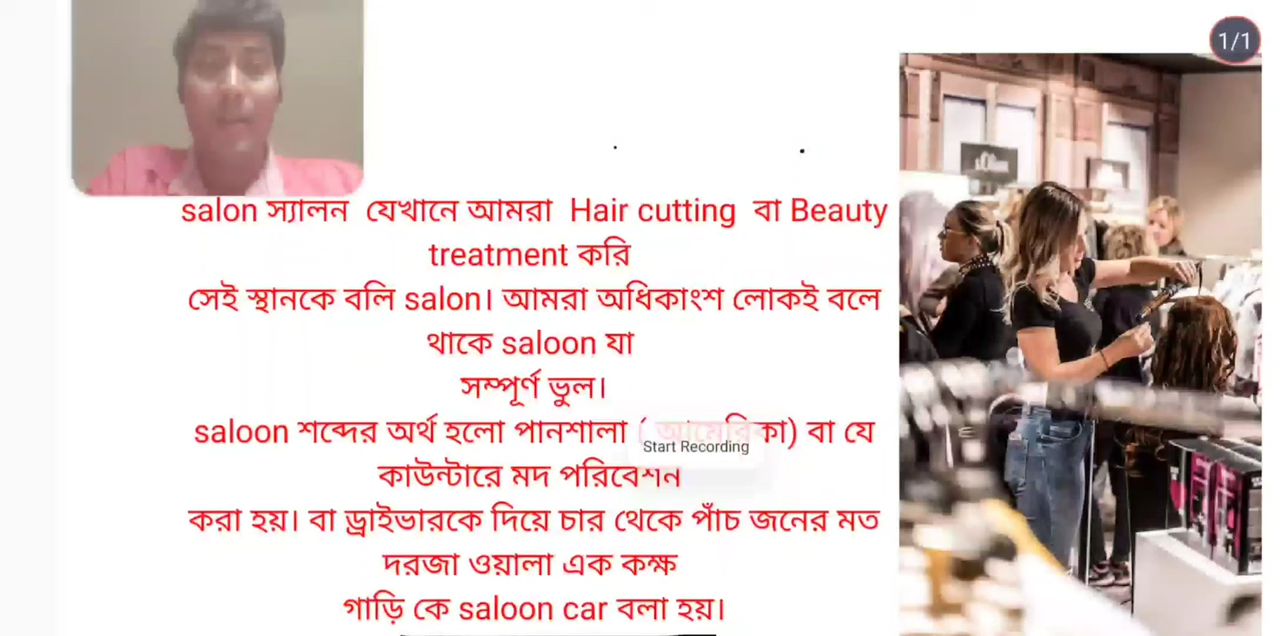 1/1
salon স্যালন যেখানে আমরা Hair cutting বা Beauty
treatment করি
সেই স্থানকে বলি salon। আমরা অধিকাংশ লোকই বলে
থাকে saloon যা
সম্পূর্ণ ভুল।
saloon শব্দের অর্থ হলো পানশালা ( আমেরিকা) বা যে
Start Recording
কাউন্টারে মদ পরিবেশন
করা হয়। বা ড্রাইভারকে দিয়ে চার থেকে পাঁচ জনের মত
দরজা ওয়ালা এক কক্ষ
গাড়ি কে saloon car বলা হয়।